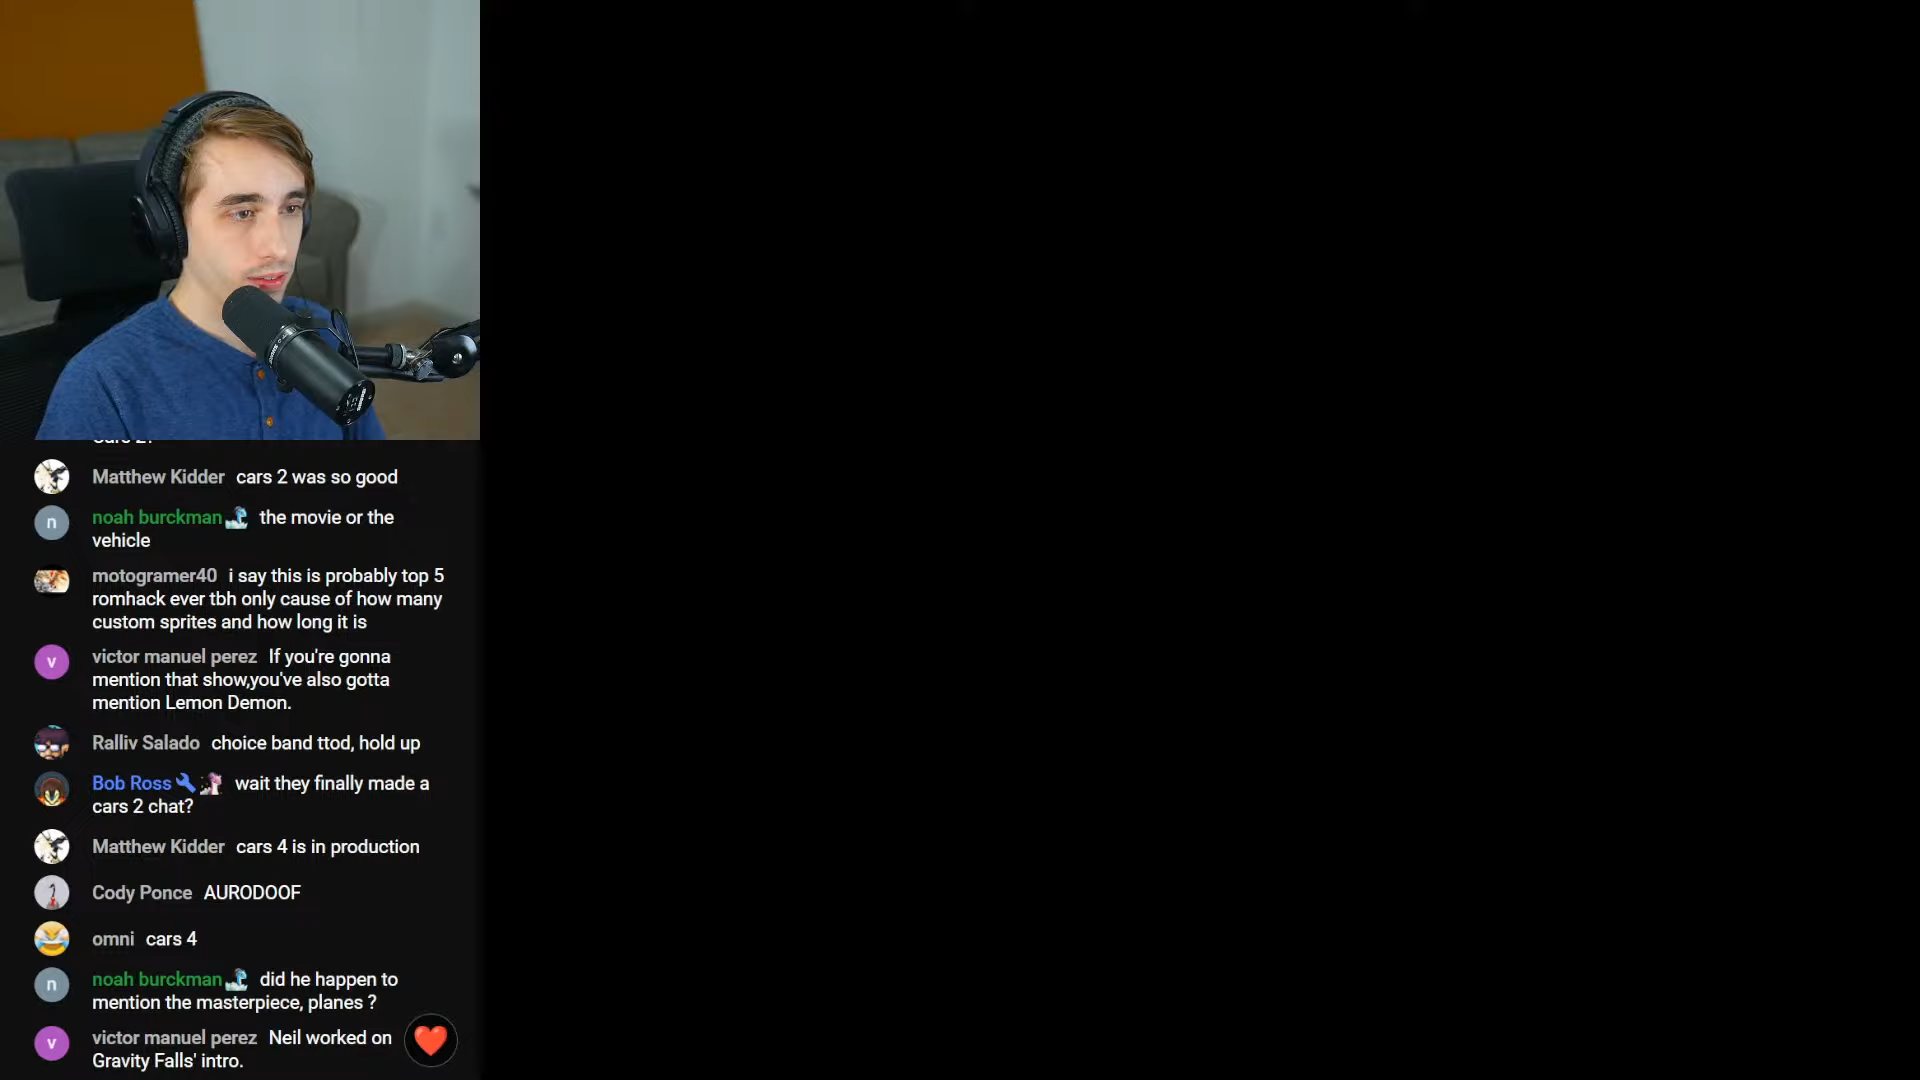 Matthew Kidder cars 2 was so good
noah burckman the movie or the
vehicle
motogramer40 i say this is probably top 5
romhack ever tbh only cause of how many
custom sprites and how long it is
victor manuel perez If you're gonna
mention that show,you've also gotta
mention Lemon Demon.
Ralliv Salado choice band ttod, hold up
Bob Ross wait they finally made a
cars 2 chat?
Matthew Kidder cars 4 is in production
Cody Ponce AURODOOF
omni cars 4
n noah burckman did he happen to
mention the masterpiece, planes ?
v victor manuel perez Neil worked on
Gravity Falls' intro.